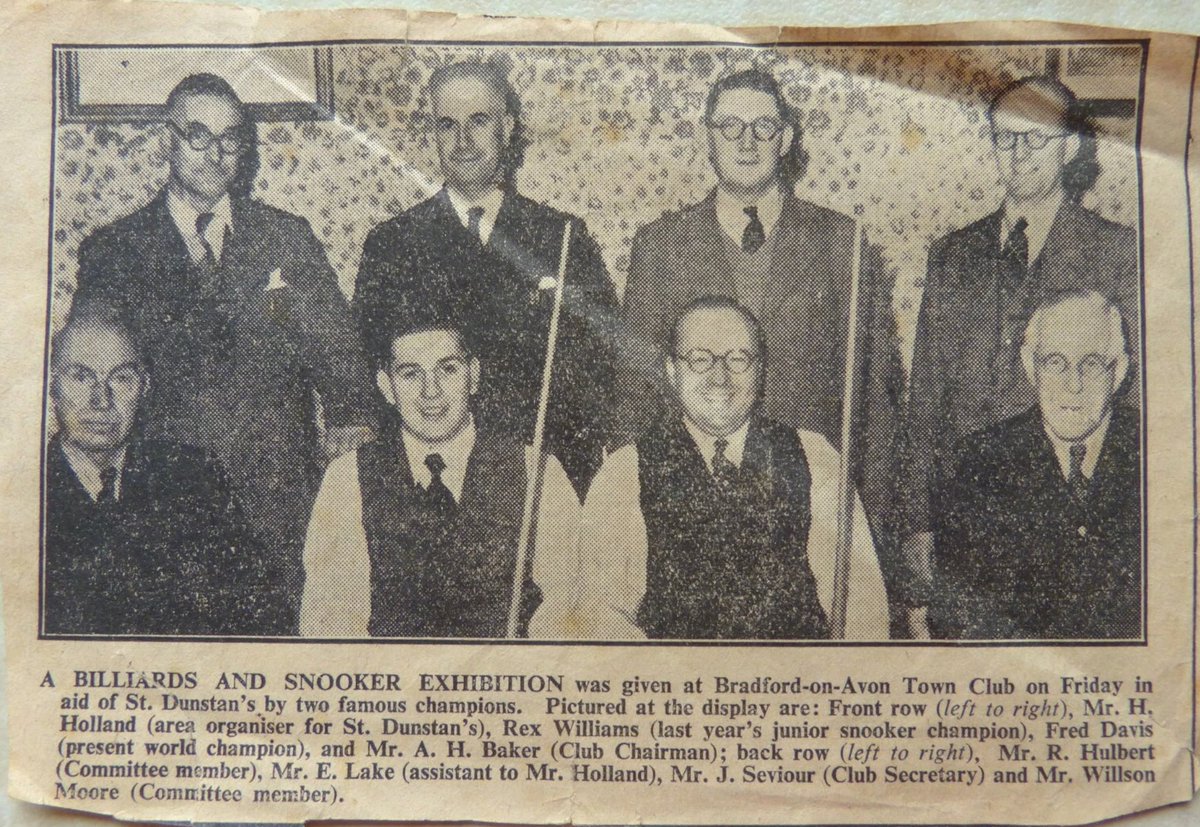 A BILLIARDS AND SNOOKER EXHIBITION was given at Bradford-on-Avon Town Club on Friday in
aid of St. Dunstan's by two famous champions. Pictured at the display are: Front row (left to right), Mr. H.
Holland (area organiser for St. Dunstan's), Rex Williams (last year's junior snooker champion), Fred Davis
(present world champion), and Mr. A. H. Baker (Club Chairman); back row (left to right), Mr. R. Hulbert
(Committee member), Mr. E. Lake (assistant to Mr. Holland), Mr. J. Seviour (Club Secretary) and Mr. Willson
Moore (Committee member).